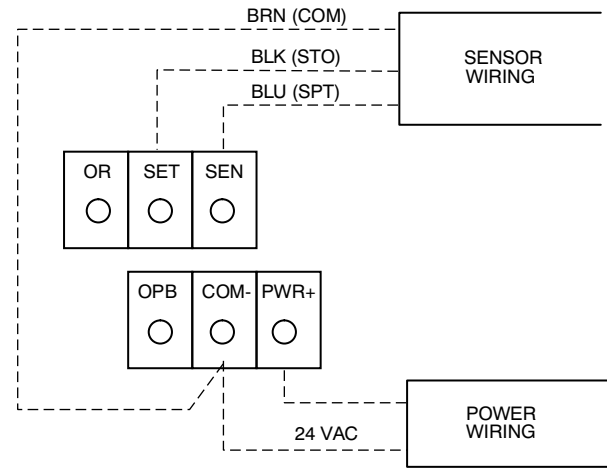 BRN (COM)
BLK (STO)
BLU (SPT)
SENSOR
WIRING
OR SET SEN
OPB COM- PWR+
24 VAC
POWER
WIRING